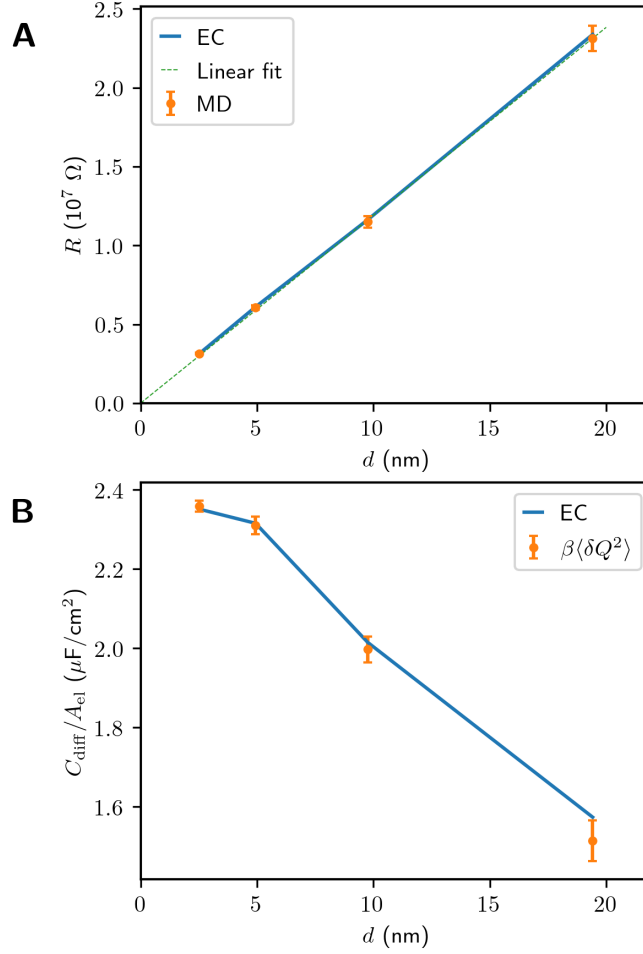 A
EC
Linear fit
MD
2.5
2.0
1.5
1.0
0.5
0.0
R (10⁷ Ω)
0
5
10
15
20
d (nm)
B
EC
β⟨δQ²⟩
2.4
2.2
2.0
1.8
1.6
C_diff/A_el (μF/cm²)
0
5
10
15
20
d (nm)